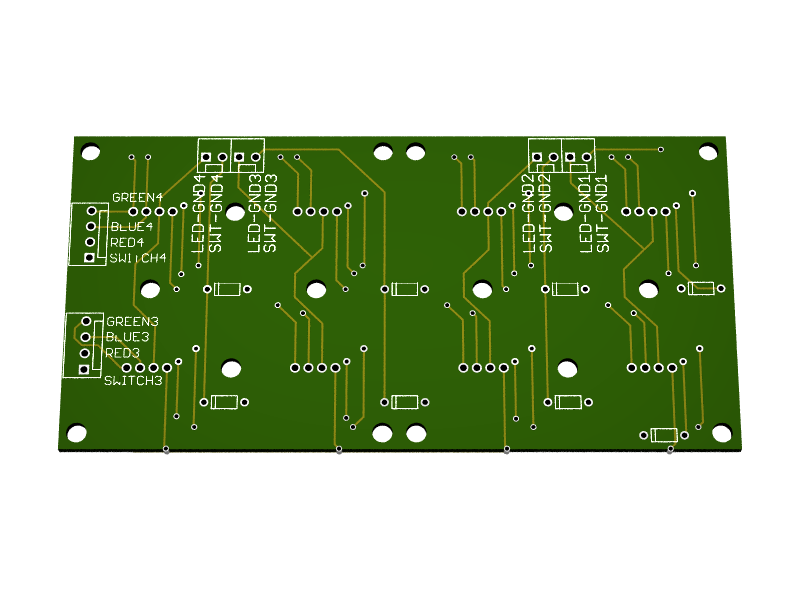 GREEN4
BLUE4
RED4
SWITCH4
LED-GND4
SWT-GND4
LED-GND3
SWT-GND3
LED-GND2
SWT-GND2
LED-GND1
SWT-GND1
GREEN3
BLUE3
RED3
SWITCH3